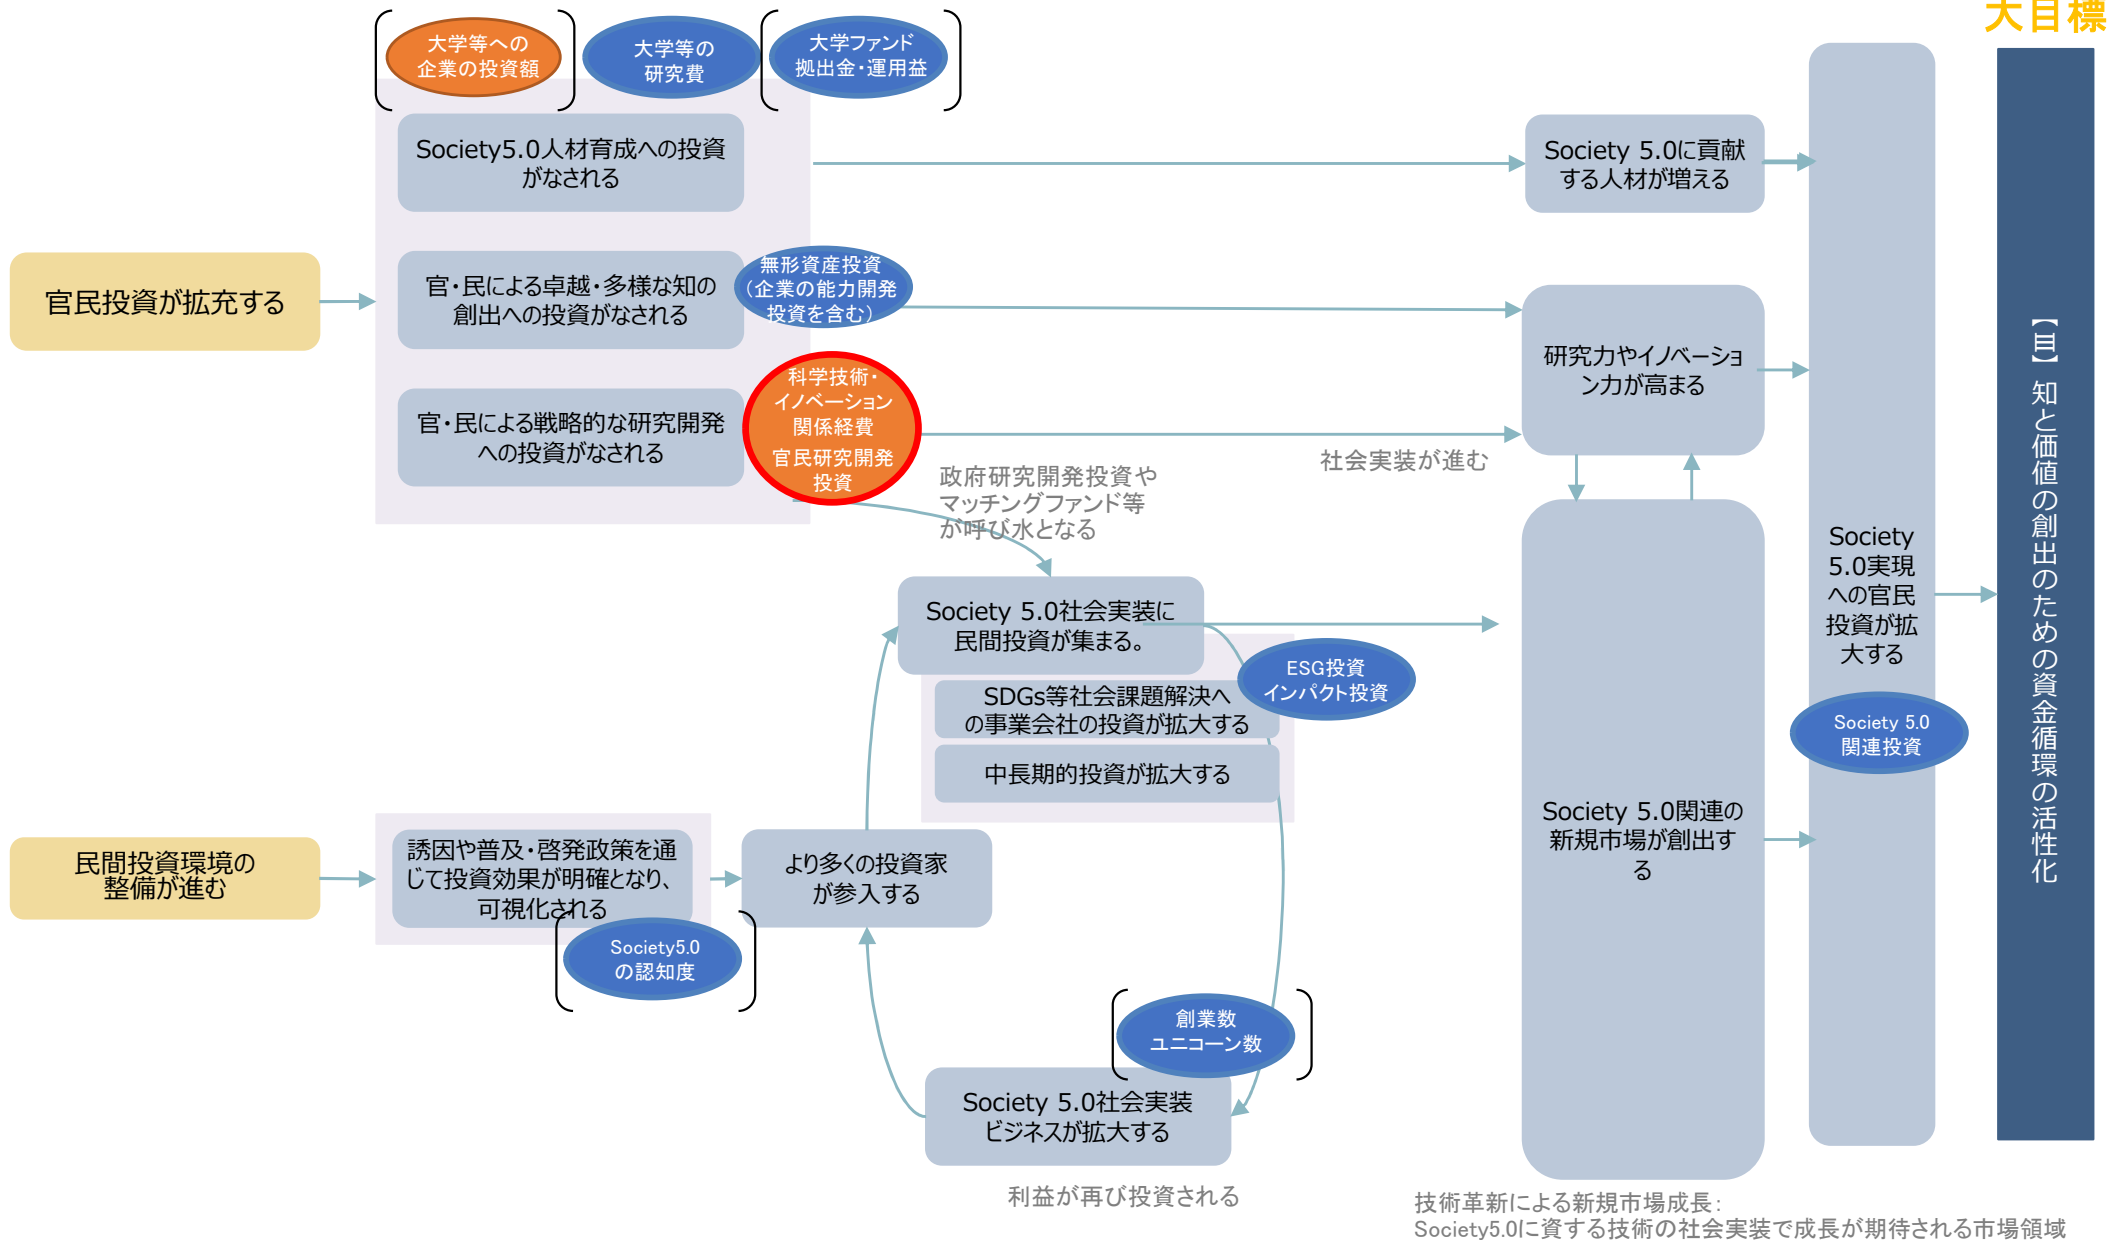 大目標
大学等への
企業の投資額
大学等の
研究費
大学ファンド
拠出金・運用益
Society5.0人材育成への投資
がなされる
Society 5.0に貢献
する人材が増える
官民投資が拡充する
官・民による卓越・多様な知の
創出への投資がなされる
無形資産投資
（企業の能力開発
投資を含む）
官・民による戦略的な研究開発
への投資がなされる
科学技術・
イノベーション
関係経費
官民研究開発
投資
研究力やイノベーショ
ン力が高まる
社会実装が進む
政府研究開発投資や
マッチングファンド等
が呼び水となる
Society 5.0社会実装に
民間投資が集まる。
SDGs等社会課題解決へ
の事業会社の投資が拡大する
中長期的投資が拡大する
ESG投資
インパクト投資
Society
5.0実現
への官民
投資が拡
大する
Society 5.0
関連投資
【目】知と価値の創出のための資金循環の活性化
民間投資環境の
整備が進む
誘因や普及・啓発政策を通
じて投資効果が明確となり、
可視化される
Society5.0
の認知度
より多くの投資家
が参入する
Society 5.0関連の
新規市場が創出す
る
創業数
ユニコーン数
Society 5.0社会実装
ビジネスが拡大する
利益が再び投資される
技術革新による新規市場成長：
Society5.0に資する技術の社会実装で成長が期待される市場領域